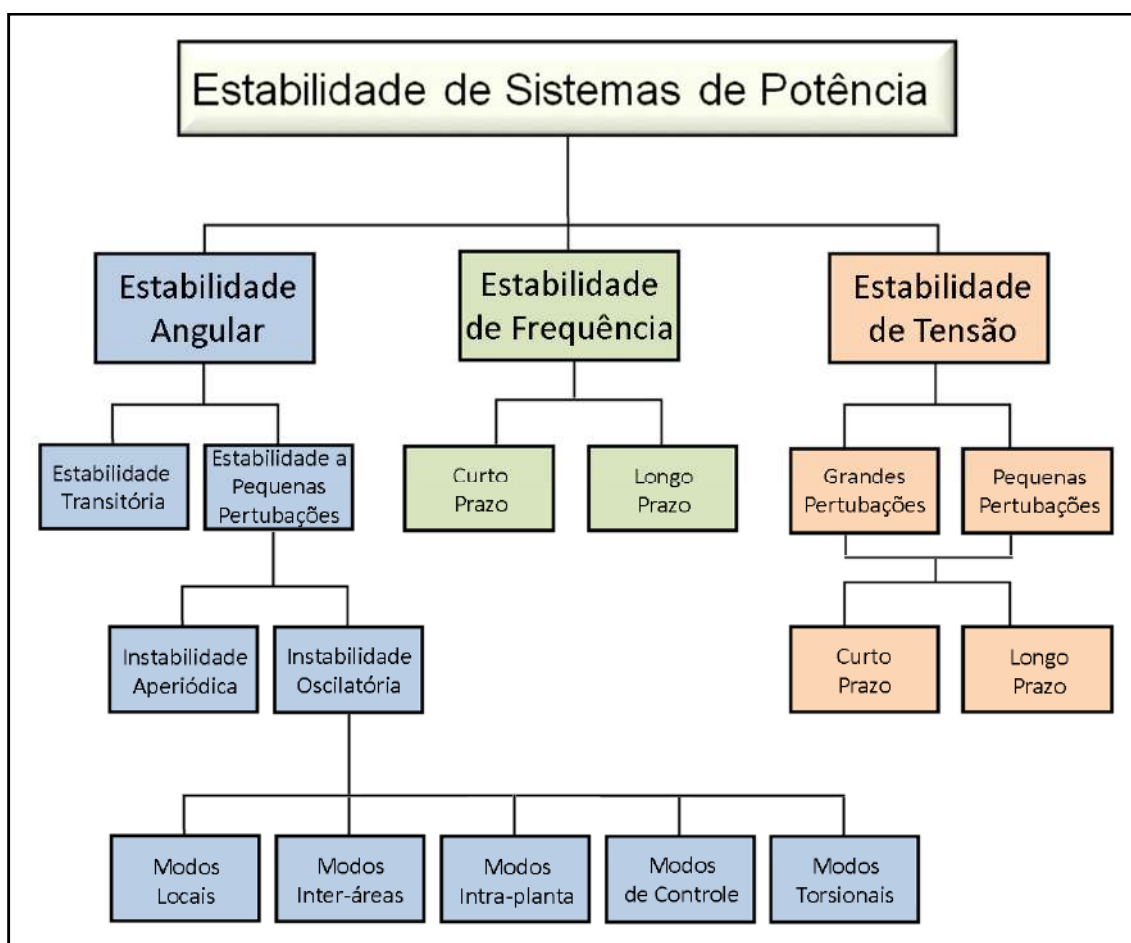 Estabilidade de Sistemas de Potência
Estabilidade
Angular
Estabilidade
de Frequência
Estabilidade
de Tensão
Estabilidade
Transitória
Estabilidade a
Pequenas
Pertubações
Curto
Prazo
Longo
Prazo
Grandes
Pertubações
Pequenas
Pertubações
Instabilidade
Aperiódica
Instabilidade
Oscilatória
Curto
Prazo
Longo
Prazo
Modos
Locais
Modos
Inter-áreas
Modos
Intra-planta
Modos
de Controle
Modos
Torsionais